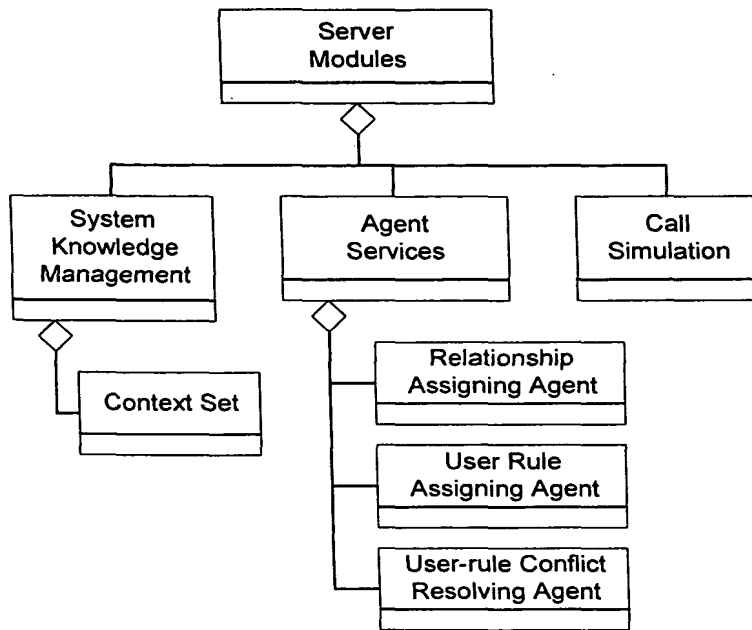 Server
Modules
System
Knowledge
Management
Agent
Services
Call
Simulation
Context Set
Relationship
Assigning Agent
User Rule
Assigning Agent
User-rule Conflict
Resolving Agent